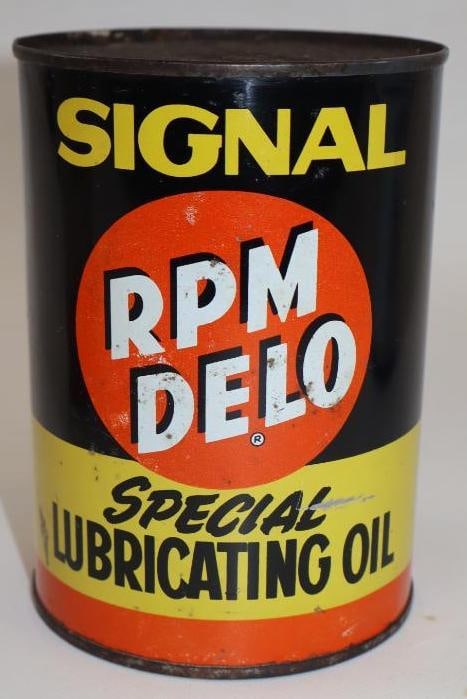 SIGNAL
RPM
DELO
®
SPECIAL
LUBRICATING OIL